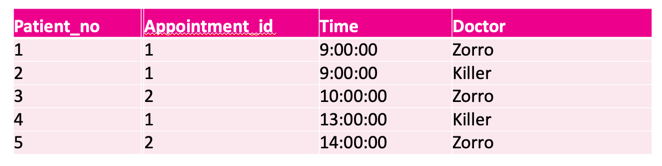 Patient_no Appointment_id Time Doctor
1 1 9:00:00 Zorro
2 1 9:00:00 Killer
3 2 10:00:00 Zorro
4 1 13:00:00 Killer
5 2 14:00:00 Zorro